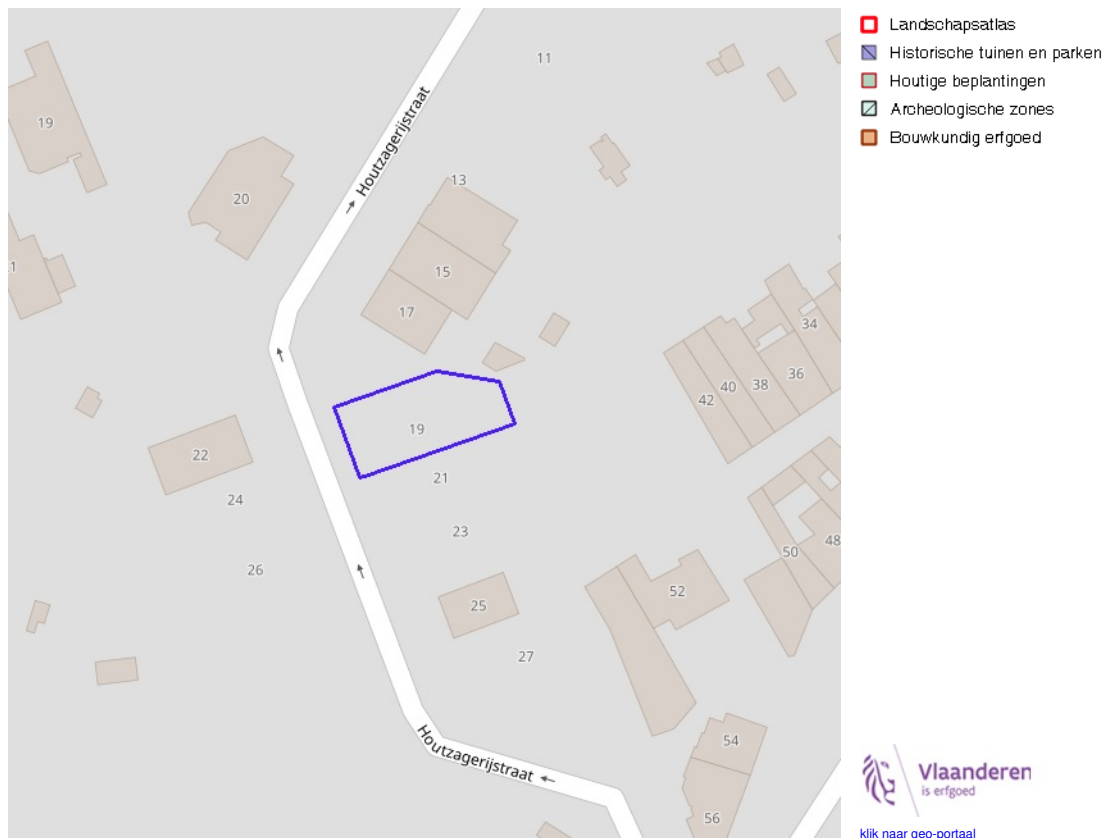 Landschapsatlas
Historische tuinen en parken
Houtige beplantingen
Archeologische zones
Bouwkundig erfgoed
11
19
Houtzagerijstraat
13
20
15
21
17
34
36
38
40
42
19
22
21
24
23
48
50
26
52
25
27
Houtzagerijstraat
54
56
Vlaanderen
is erfgoed
klik naar geo-portaal